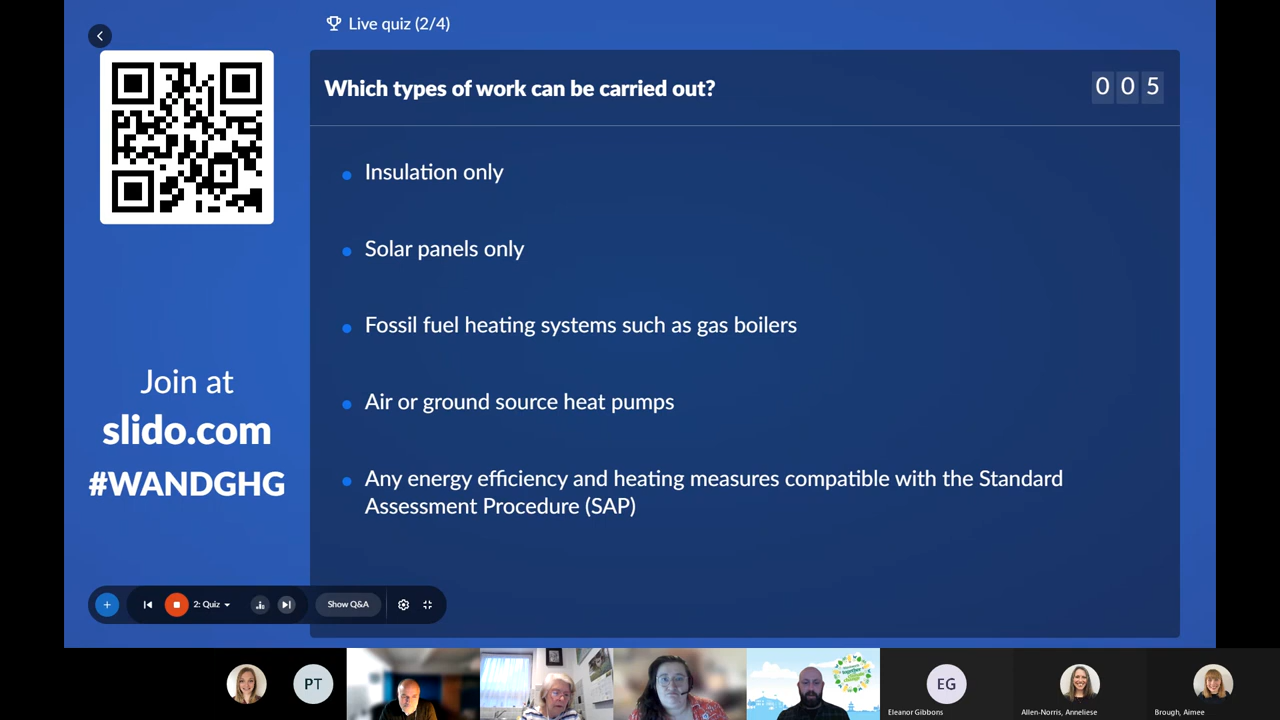 Live quiz (2/4)
Which types of work can be carried out?
0 0 5
Insulation only
Solar panels only
Fossil fuel heating systems such as gas boilers
Air or ground source heat pumps
Any energy efficiency and heating measures compatible with the Standard
Assessment Procedure (SAP)
Join at
slido.com
#WANDGHG
2: Quiz
Show Q&A
PT
EG
Eleanor Gibbons
Allen-Norris, Anneliese
Brough, Aimee